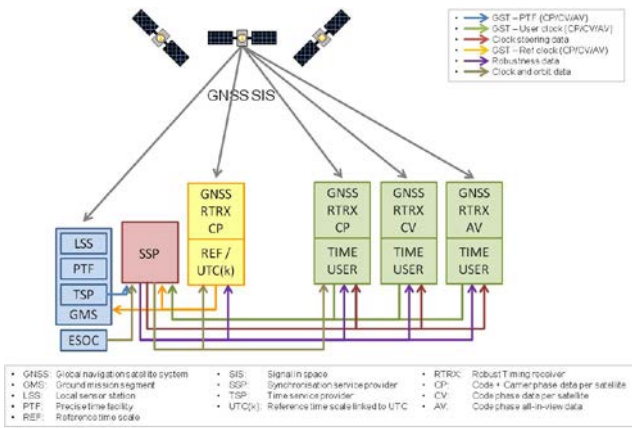 GST – PTF (CP/CV/AV)
GST – User clock (CP/CV/AV)
Clock steering data
GST – Ref clock (CP/CV/AV)
Robustness data
Clock and orbit data
GNSS SIS
GNSS
RTRX
CP
REF /
UTC(k)
GNSS
RTRX
CP
TIME
USER
GNSS
RTRX
CV
TIME
USER
GNSS
RTRX
AV
TIME
USER
LSS
PTF
TSP
GMS
ESOC
SSP
• GNSS: Global navigation satellite system
• GMS: Ground mission segment
• LSS: Local sensor station
• PTF: Precise time facility
• REF: Reference time scale
• SIS: Signal in space
• SSP: Synchronisation service provider
• TSP: Time service provider
• UTC(k): Reference time scale linked to UTC
• RTRX: Robust Timing receiver
• CP: Code + Carrier phase data per satellite
• CV: Code phase data per satellite
• AV: Code phase all-in-view data